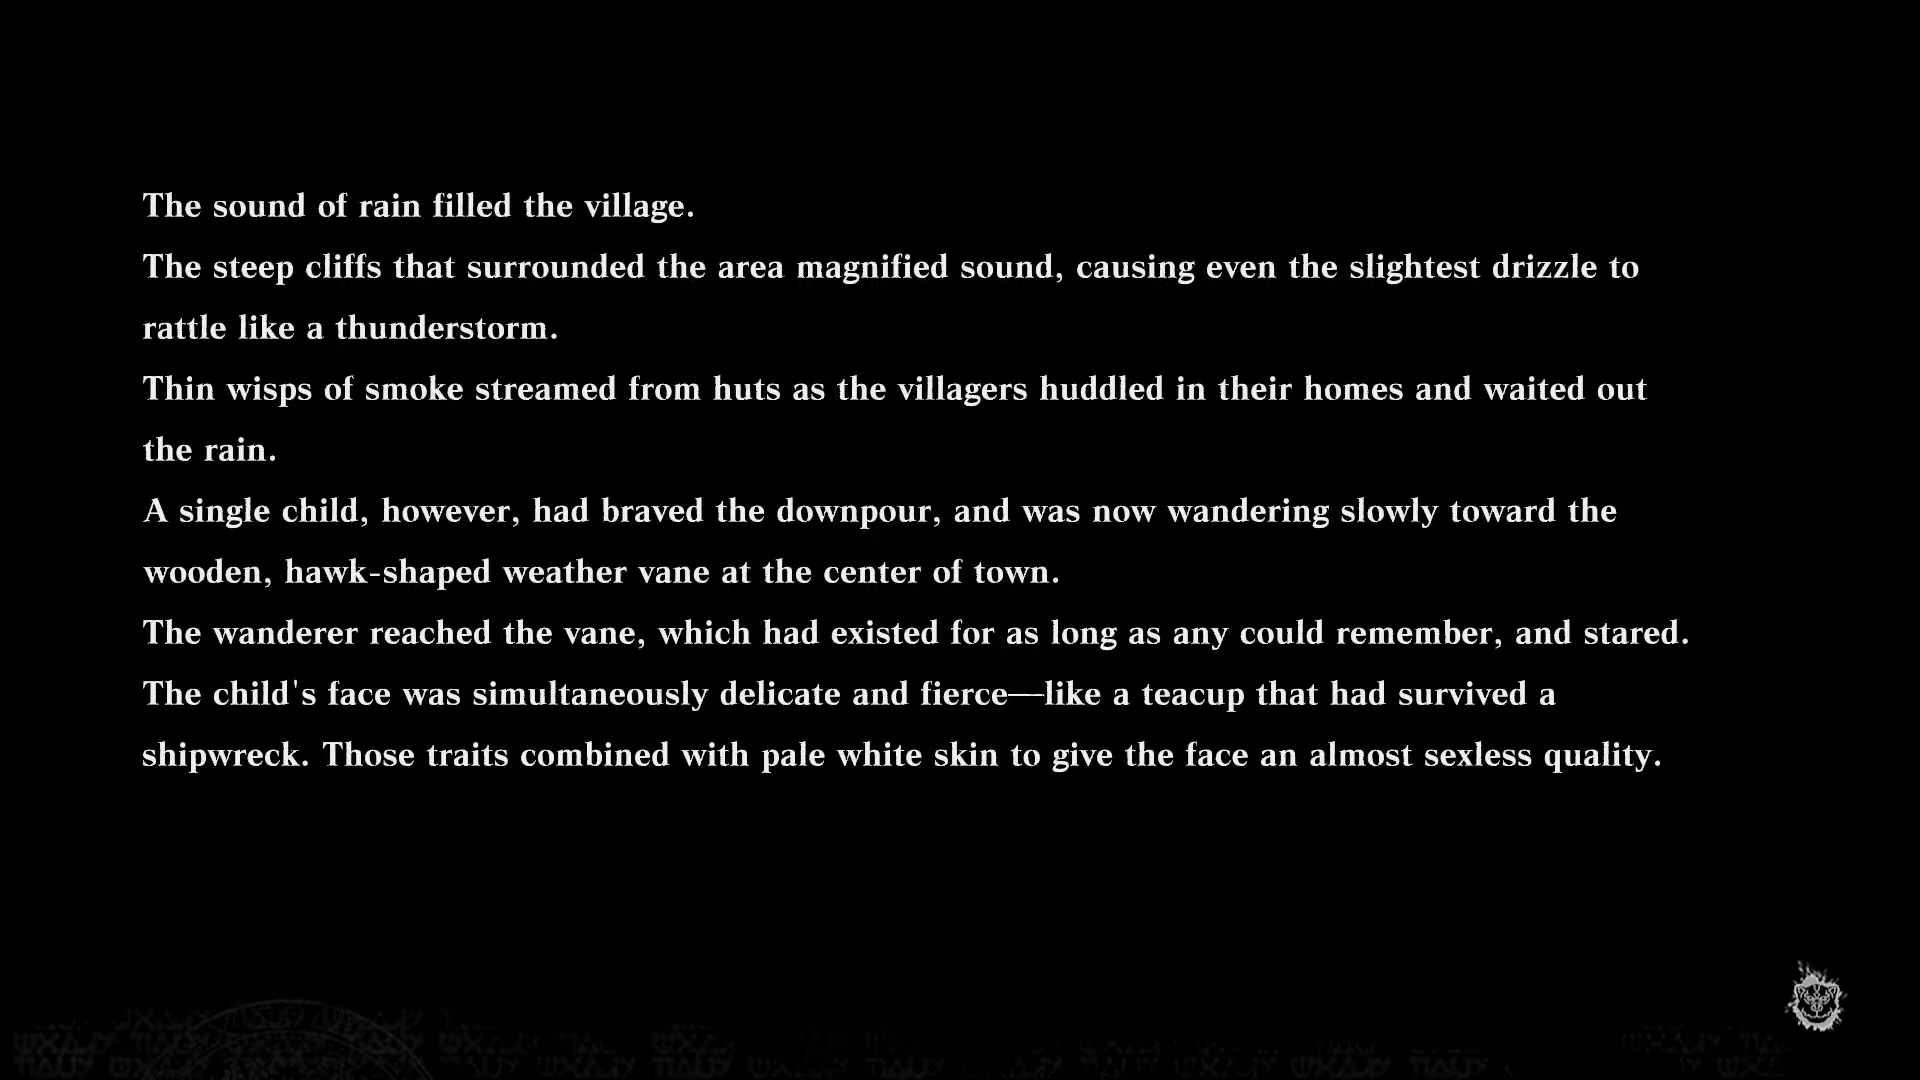 The sound of rain filled the village.
The steep cliffs that surrounded the area magnified sound, causing even the slightest drizzle to
rattle like a thunderstorm.
Thin wisps of smoke streamed from huts as the villagers huddled in their homes and waited out
the rain.
A single child, however, had braved the downpour, and was now wandering slowly toward the
wooden, hawk-shaped weather vane at the center of town.
The wanderer reached the vane, which had existed for as long as any could remember, and stared.
The child's face was simultaneously delicate and fierce—like a teacup that had survived a
shipwreck. Those traits combined with pale white skin to give the face an almost sexless quality.